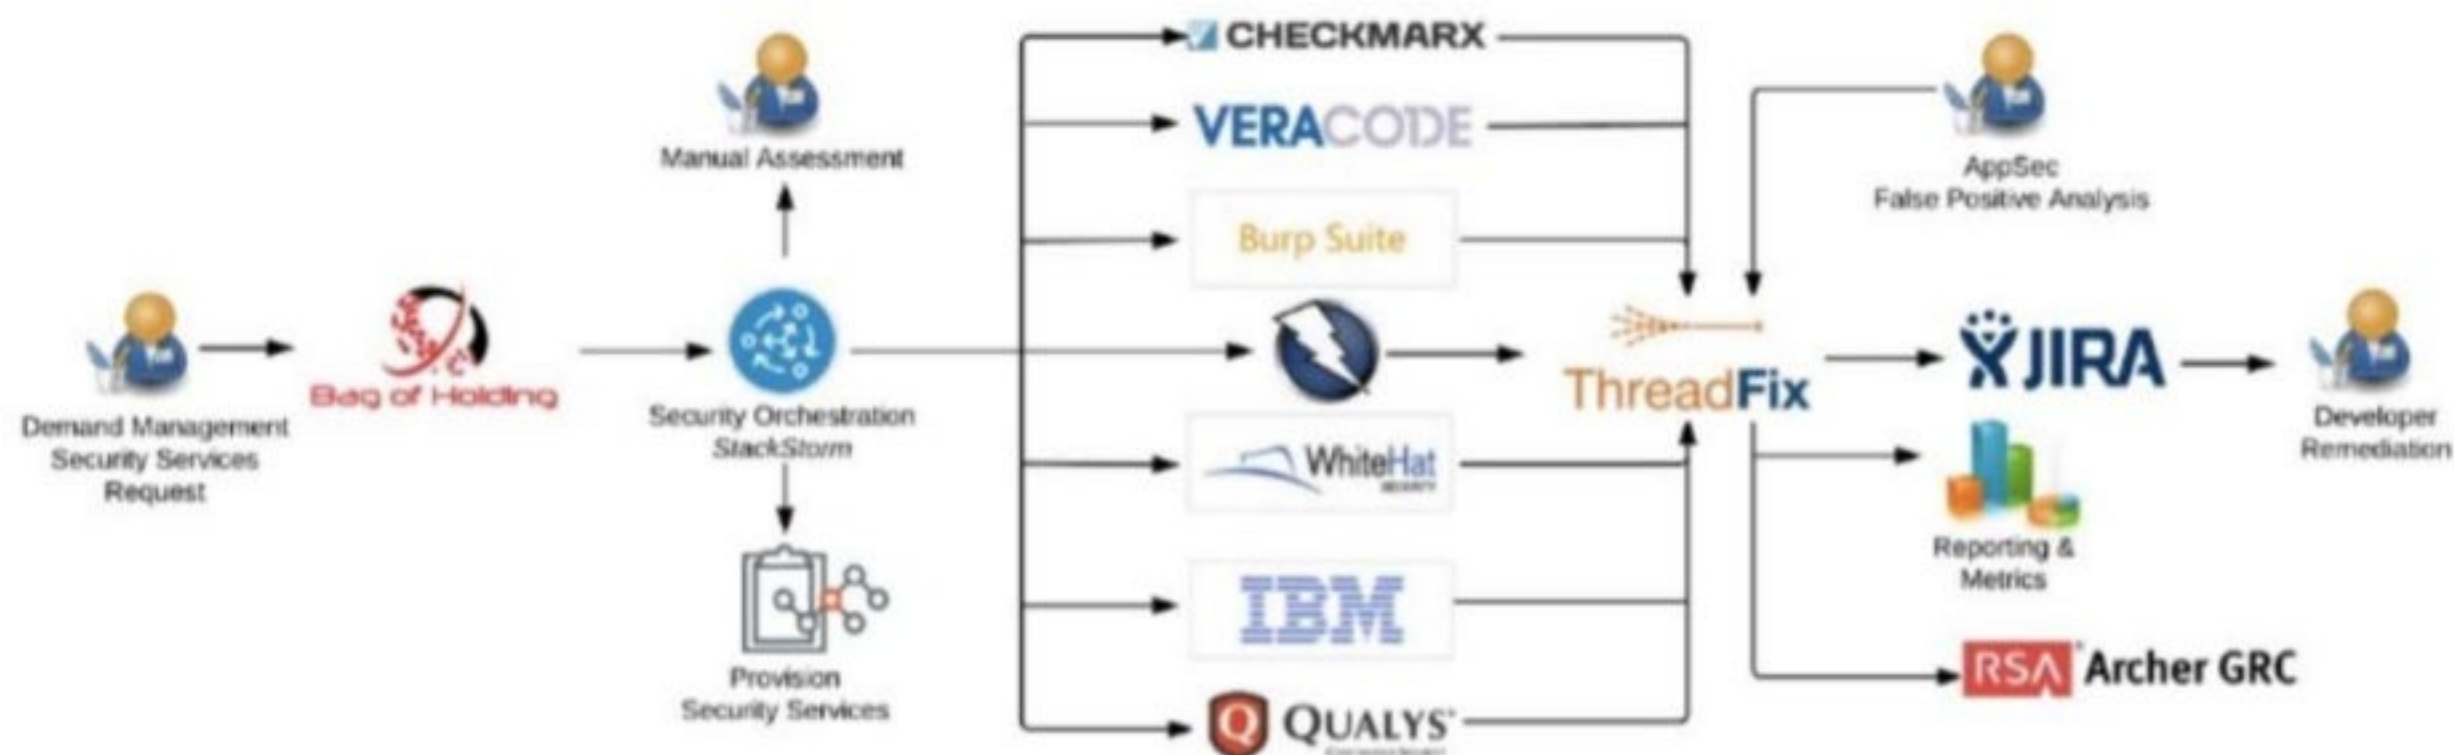 CHECKMARX
VERACODE
Manual Assessment
AppSec
False Positive Analysis
Burp Suite
Bag of Holding
Demand Management
Security Services
Request
Security Orchestration
StackStorm
ThreadFix
JIRA
Developer
Remediation
WhiteHat
SECURITY
Reporting &
Metrics
IBM
Provision
Security Services
RSA Archer GRC
Q QUALYS